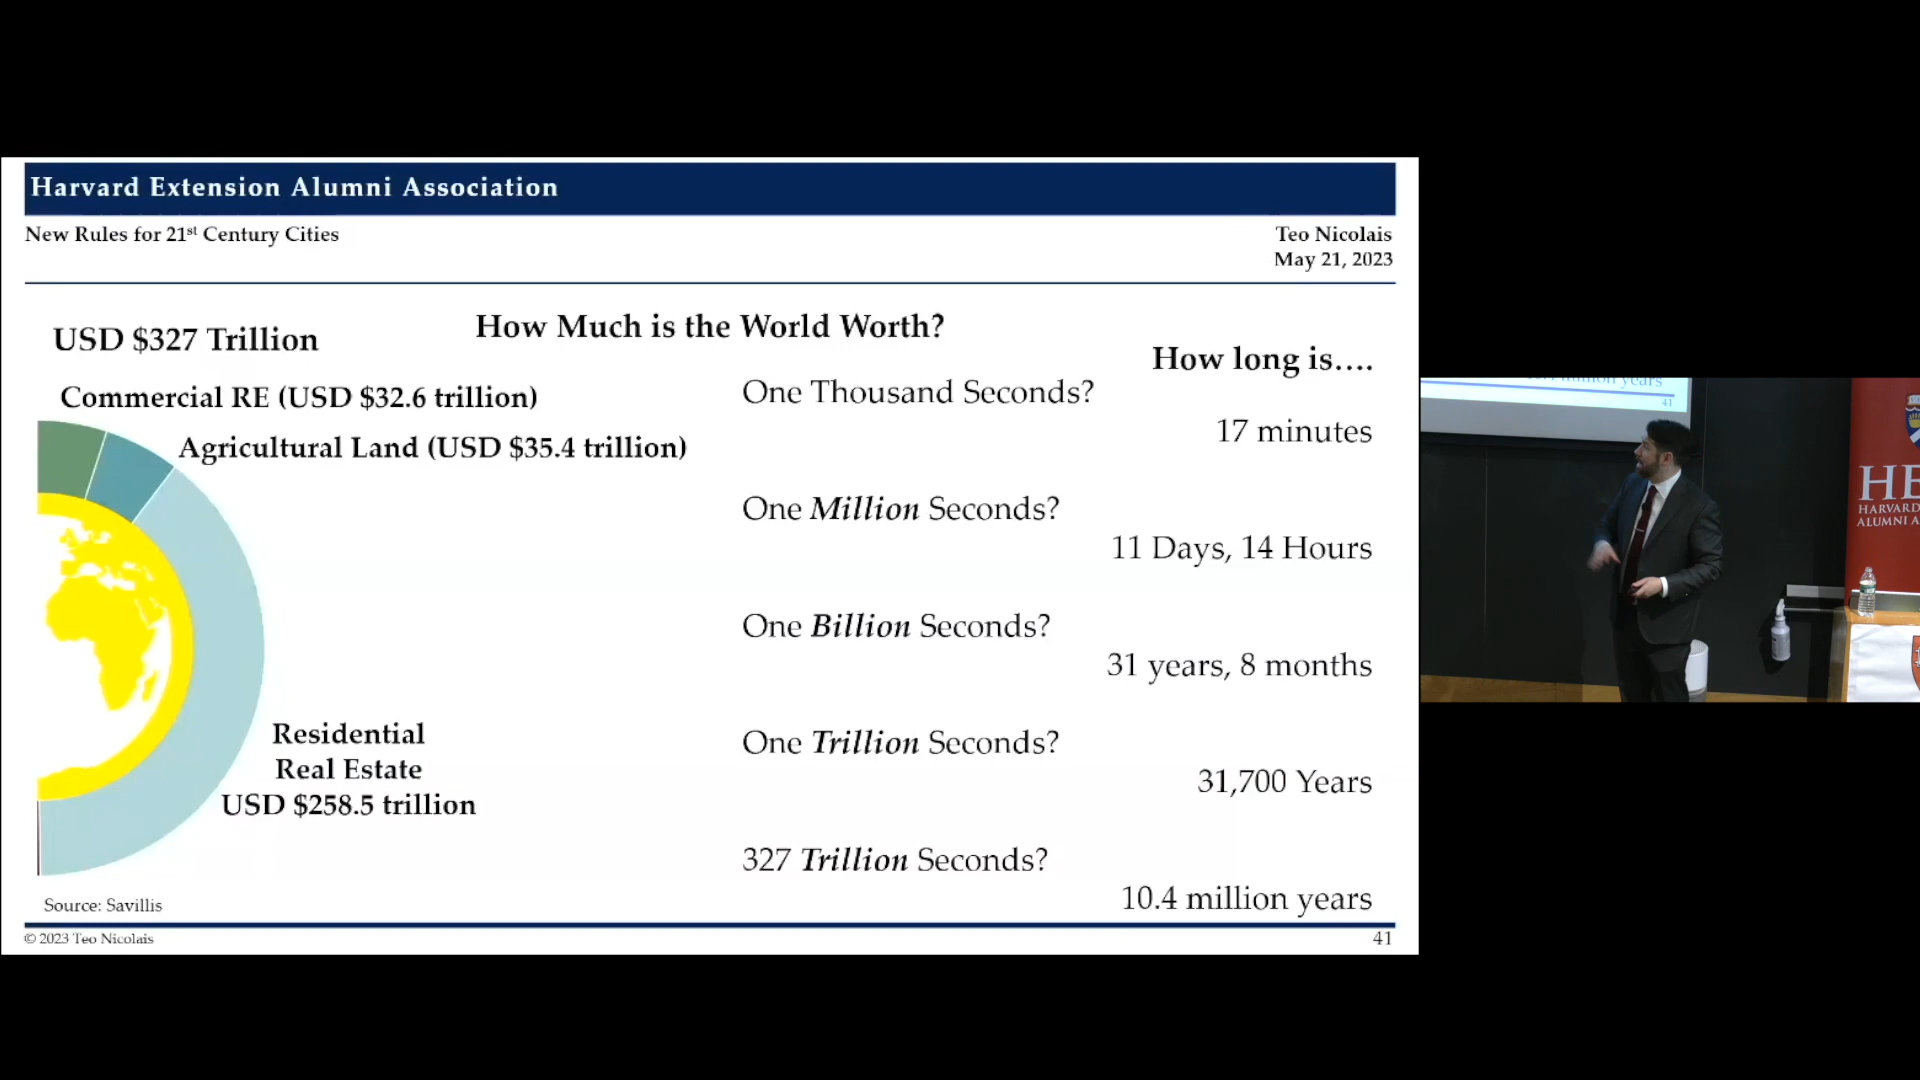 Harvard Extension Alumni Association
New Rules for 21st Century Cities
Teo Nicolais
May 21, 2023
How Much is the World Worth?
USD $327 Trillion
Commercial RE (USD $32.6 trillion)
Agricultural Land (USD $35.4 trillion)
Residential
Real Estate
USD $258.5 trillion
Source: Savillis
How long is….
One Thousand Seconds?
17 minutes
One Million Seconds?
11 Days, 14 Hours
One Billion Seconds?
31 years, 8 months
One Trillion Seconds?
31,700 Years
327 Trillion Seconds?
10.4 million years
© 2023 Teo Nicolais
41
million years
41
HE
HARVARD
ALUMNI A